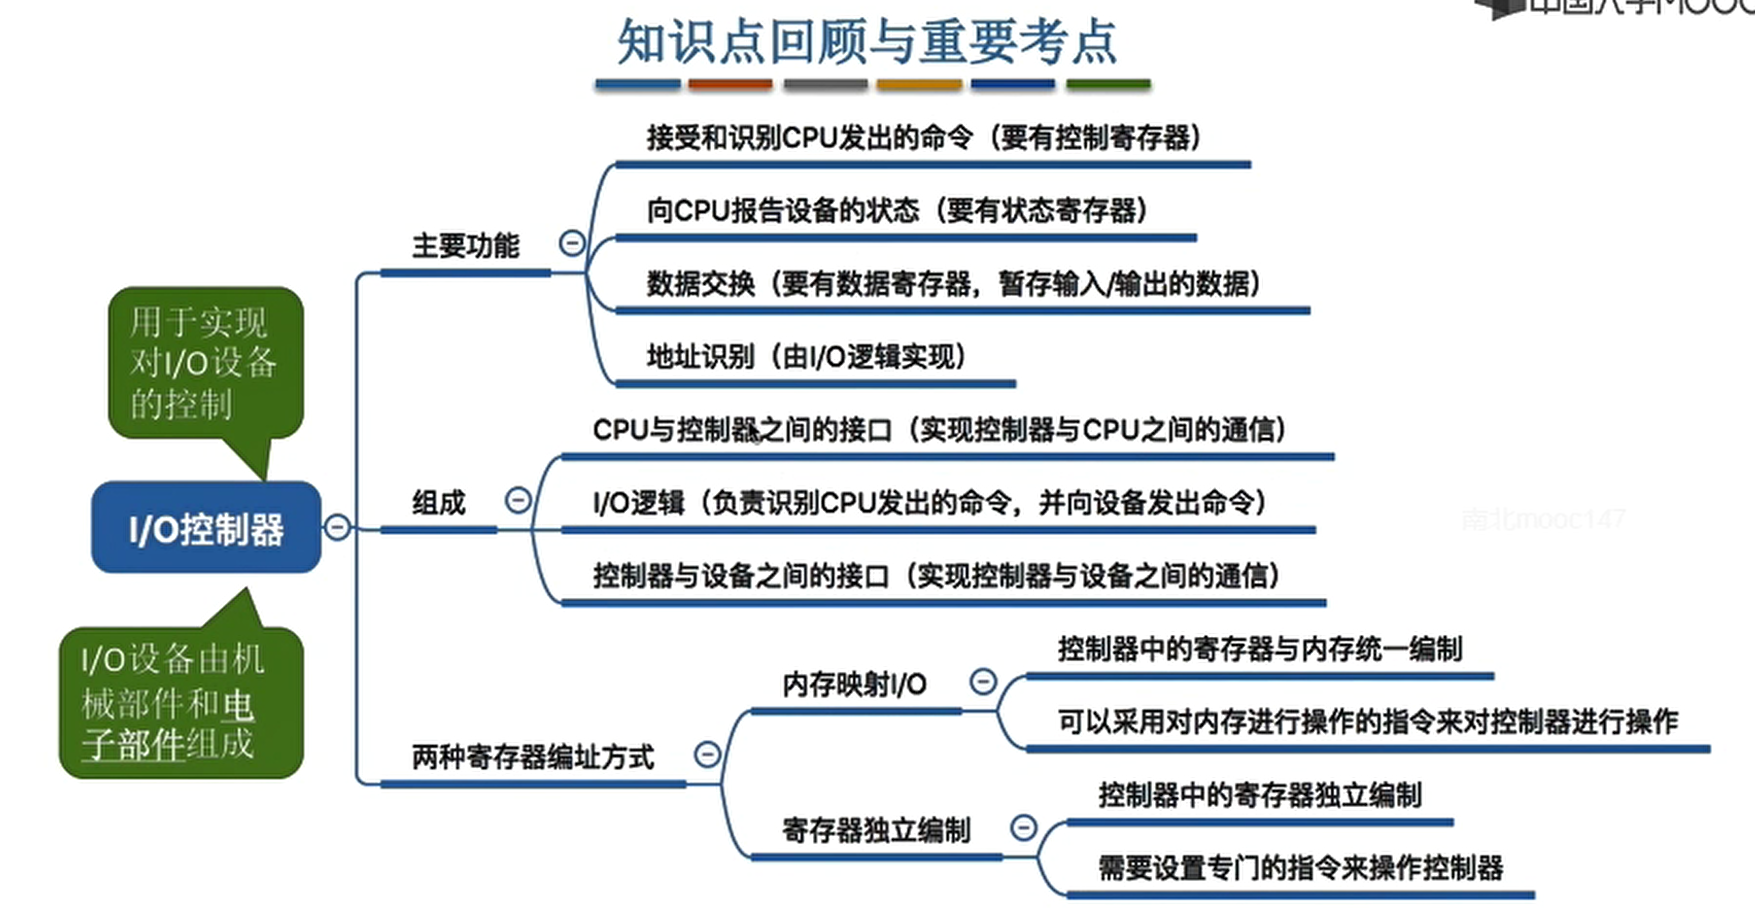 中国大学MOOC
知识点回顾与重要考点
接受和识别CPU发出的命令（要有控制寄存器）
向CPU报告设备的状态（要有状态寄存器）
主要功能
数据交换（要有数据寄存器，暂存输入/输出的数据）
地址识别（由I/O逻辑实现）
用于实现
对I/O设备
的控制
CPU与控制器之间的接口（实现控制器与CPU之间的通信）
组成
I/O逻辑（负责识别CPU发出的命令，并向设备发出命令）
I/O控制器
控制器与设备之间的接口（实现控制器与设备之间的通信）
南北mooc147
I/O设备由机
械部件和电
子部件组成
控制器中的寄存器与内存统一编制
内存映射I/O
可以采用对内存进行操作的指令来对控制器进行操作
两种寄存器编址方式
控制器中的寄存器独立编制
寄存器独立编制
需要设置专门的指令来操作控制器